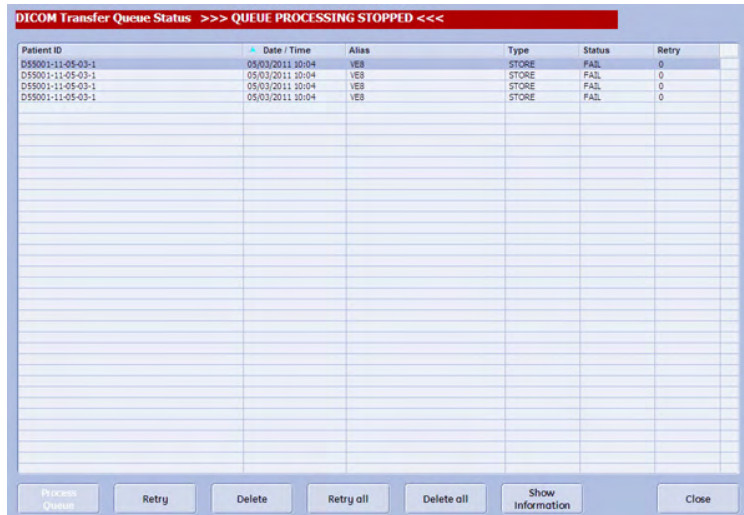 DICOM Transfer Queue Status >>> QUEUE PROCESSING STOPPED <<<
Patient ID Date / Time Alias Type Status Retry
D55001-11-05-03-1 05/03/2011 10:04 VE8 STORE FAIL 0
D55001-11-05-03-1 05/03/2011 10:04 VE8 STORE FAIL 0
D55001-11-05-03-1 05/03/2011 10:04 VE8 STORE FAIL 0
D55001-11-05-03-1 05/03/2011 10:04 VE8 STORE FAIL 0
Process
Queue
Retry
Delete
Retry all
Delete all
Show
Information
Close